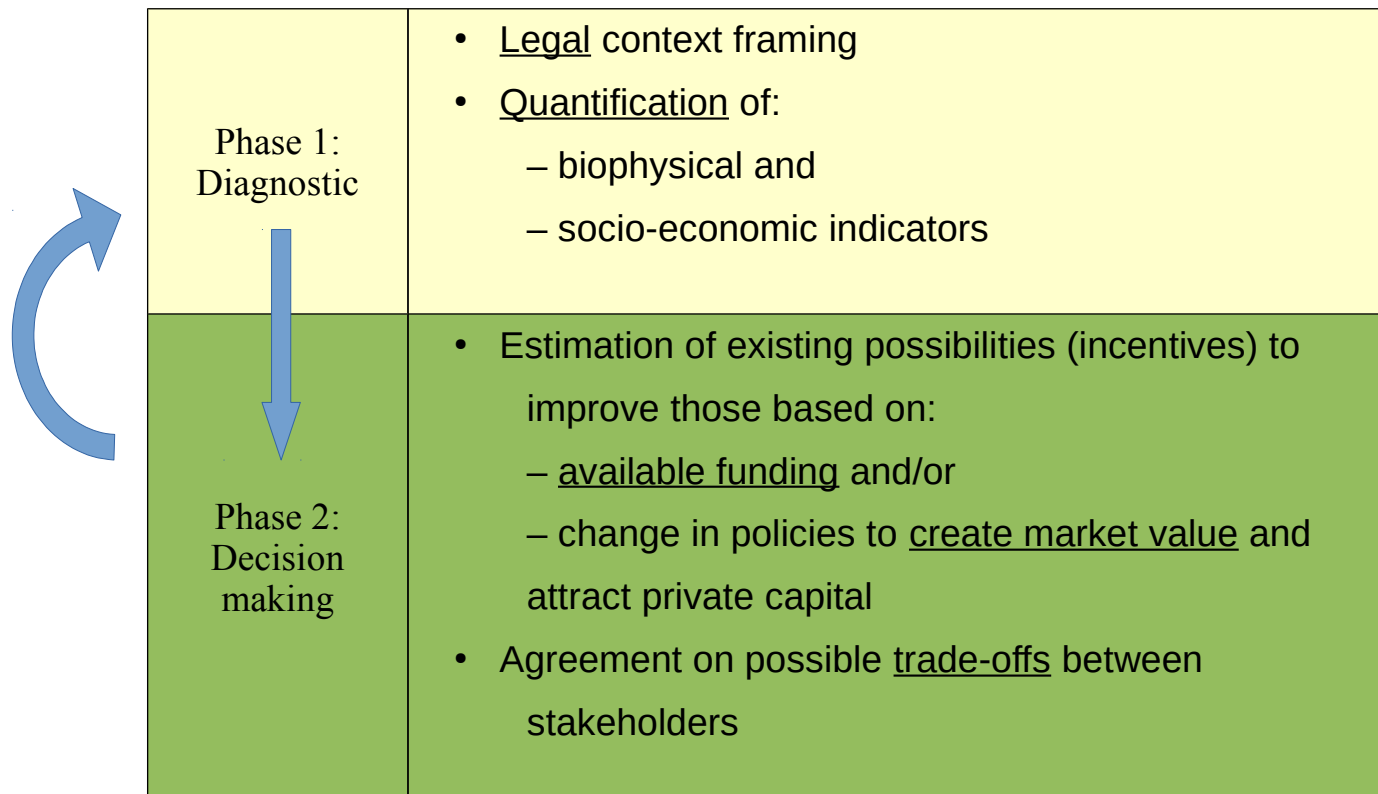 Phase 1:
Diagnostic
• Legal context framing
• Quantification of:
– biophysical and
– socio-economic indicators
Phase 2:
Decision
making
• Estimation of existing possibilities (incentives) to
improve those based on:
– available funding and/or
– change in policies to create market value and
attract private capital
• Agreement on possible trade-offs between
stakeholders